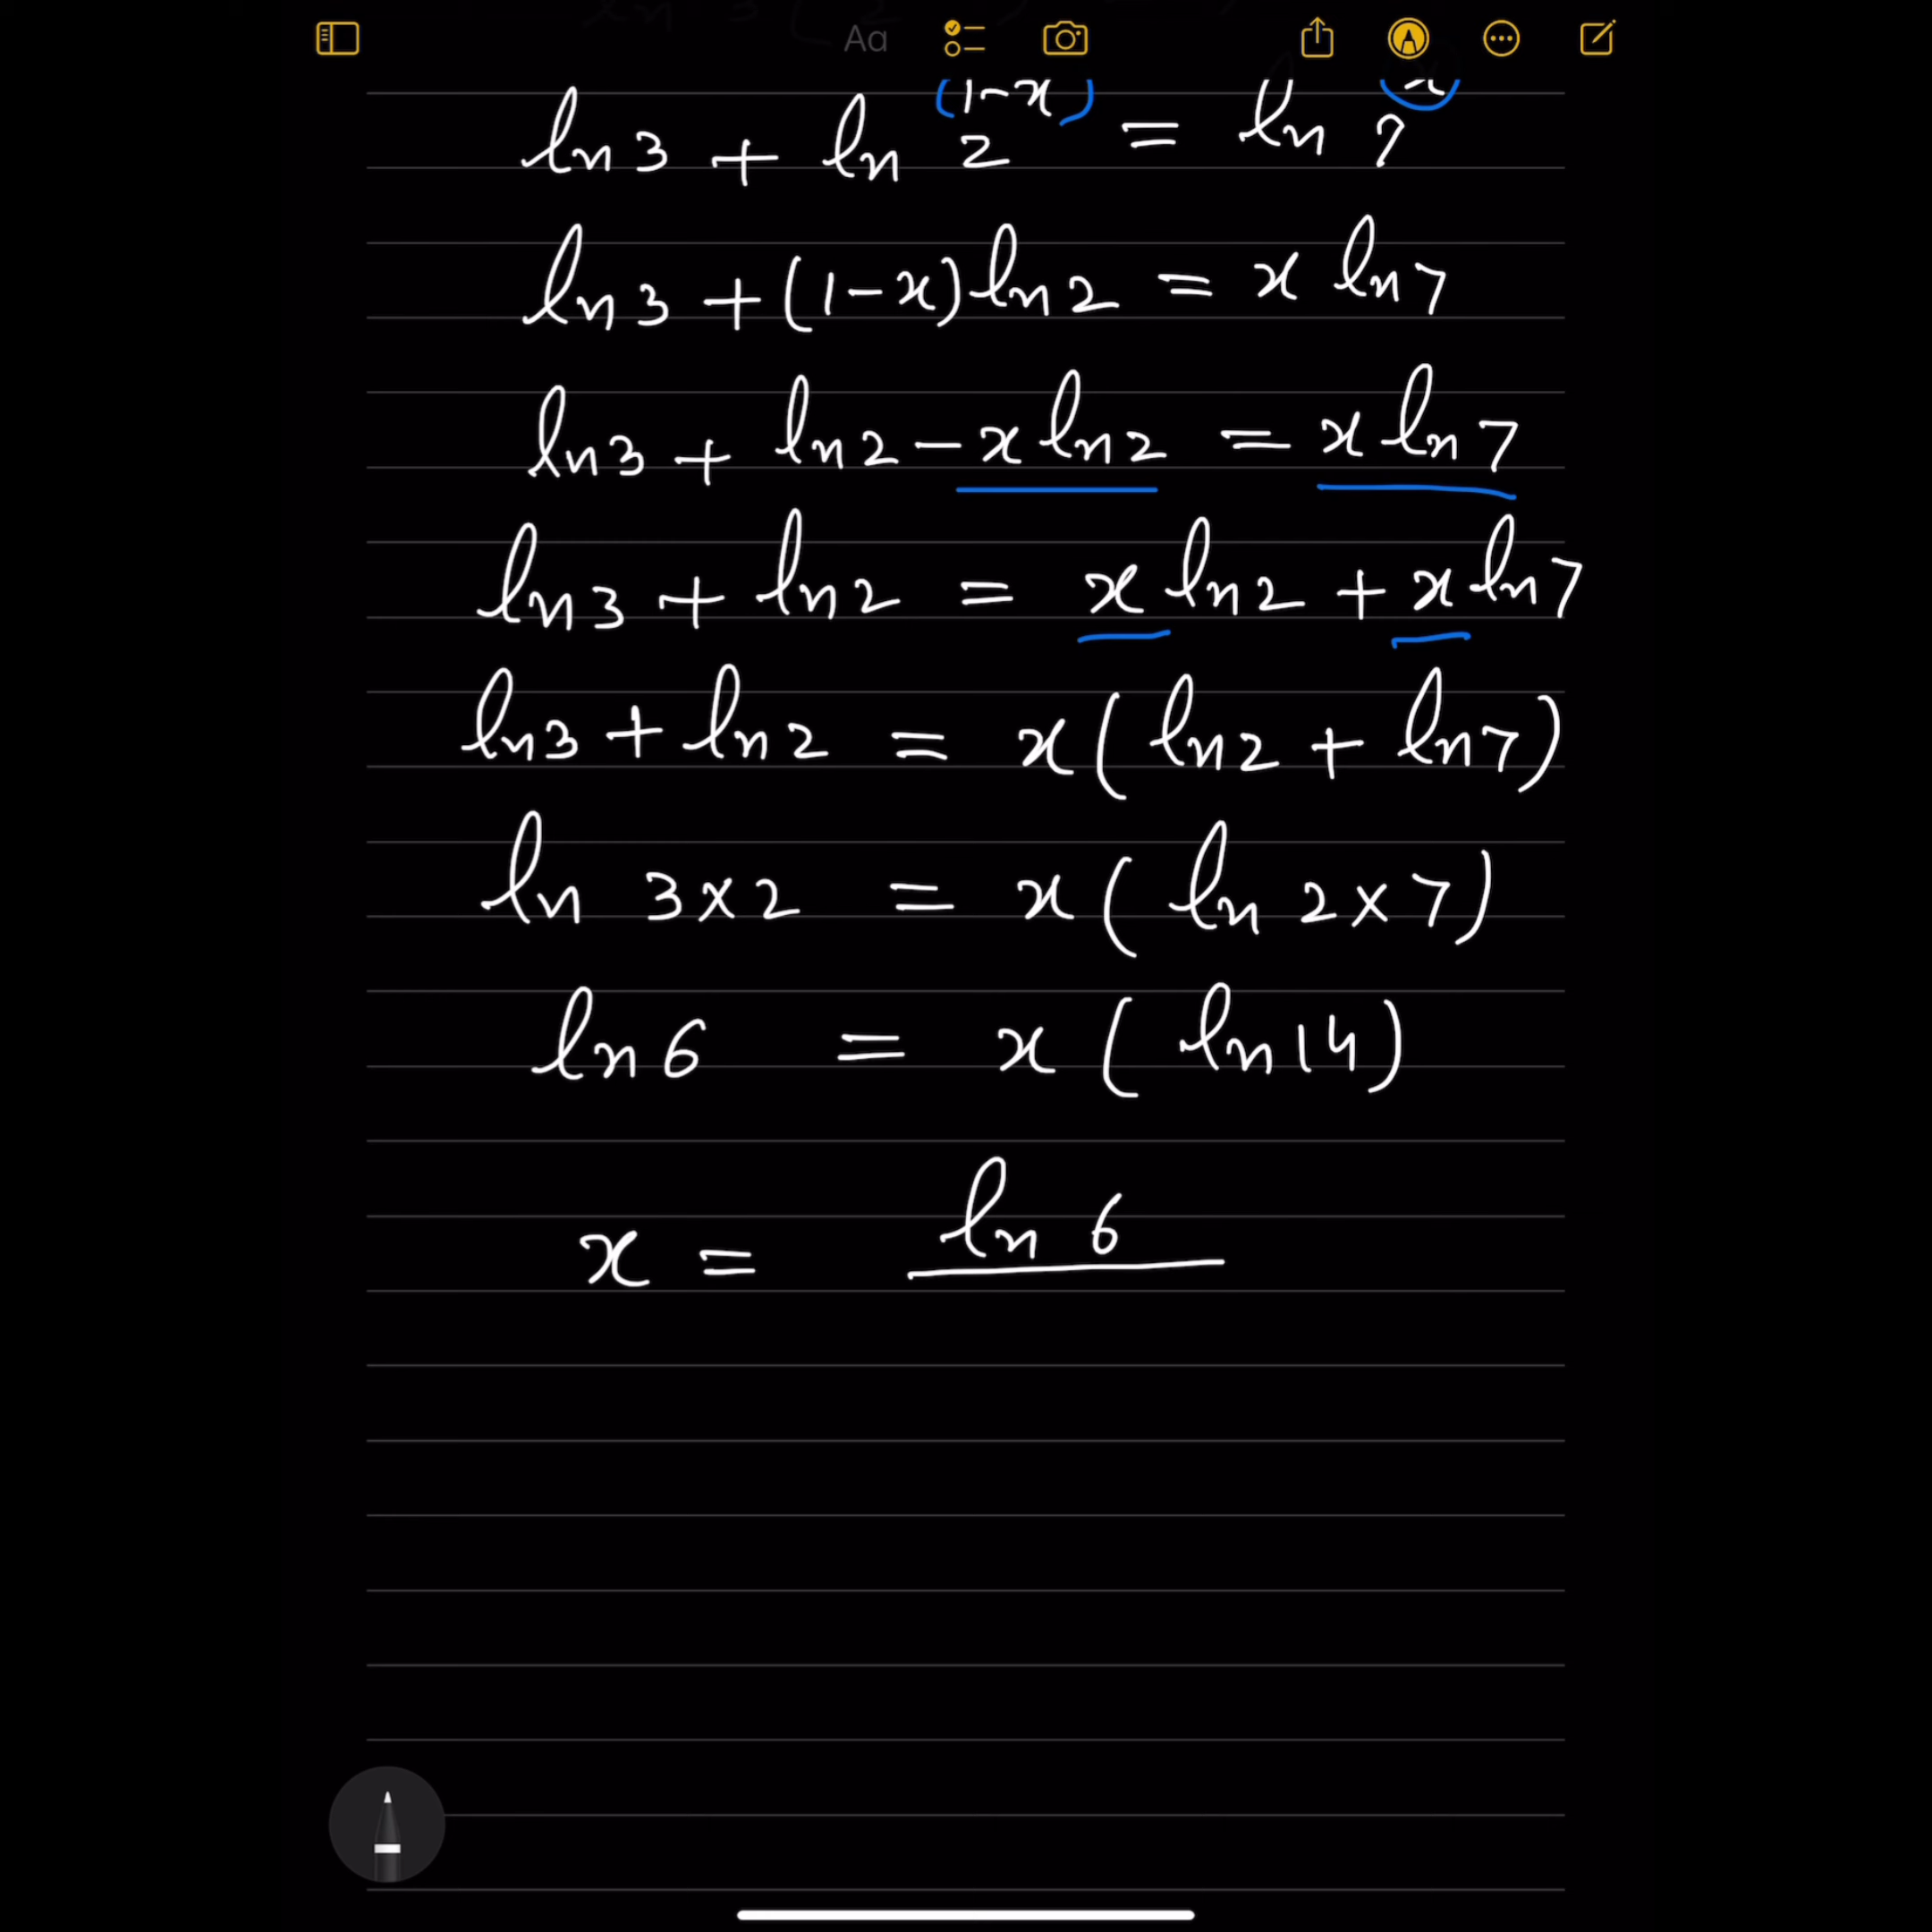 Aa
ln 3 + ln 2^(1-x) = ln 7^x
ln 3 + (1-x) ln 2 = x ln 7
ln 3 + ln 2 - x ln 2 = x ln 7
ln 3 + ln 2 = x ln 2 + x ln 7
ln 3 + ln 2 = x ( ln 2 + ln 7 )
ln 3 × 2 = x ( ln 2 × 7 )
ln 6 = x ( ln 14 )
x = ln 6 /